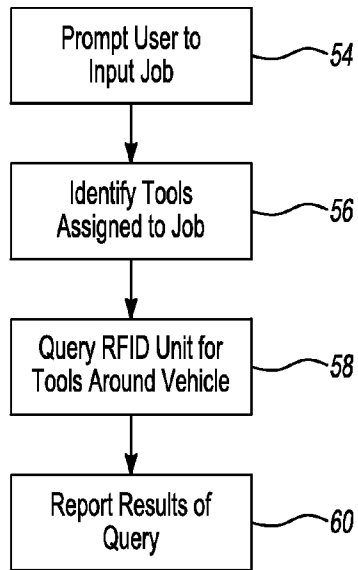 Prompt User to
Input Job
54
Identify Tools
Assigned to Job
56
Query RFID Unit for
Tools Around Vehicle
58
Report Results of
Query
60